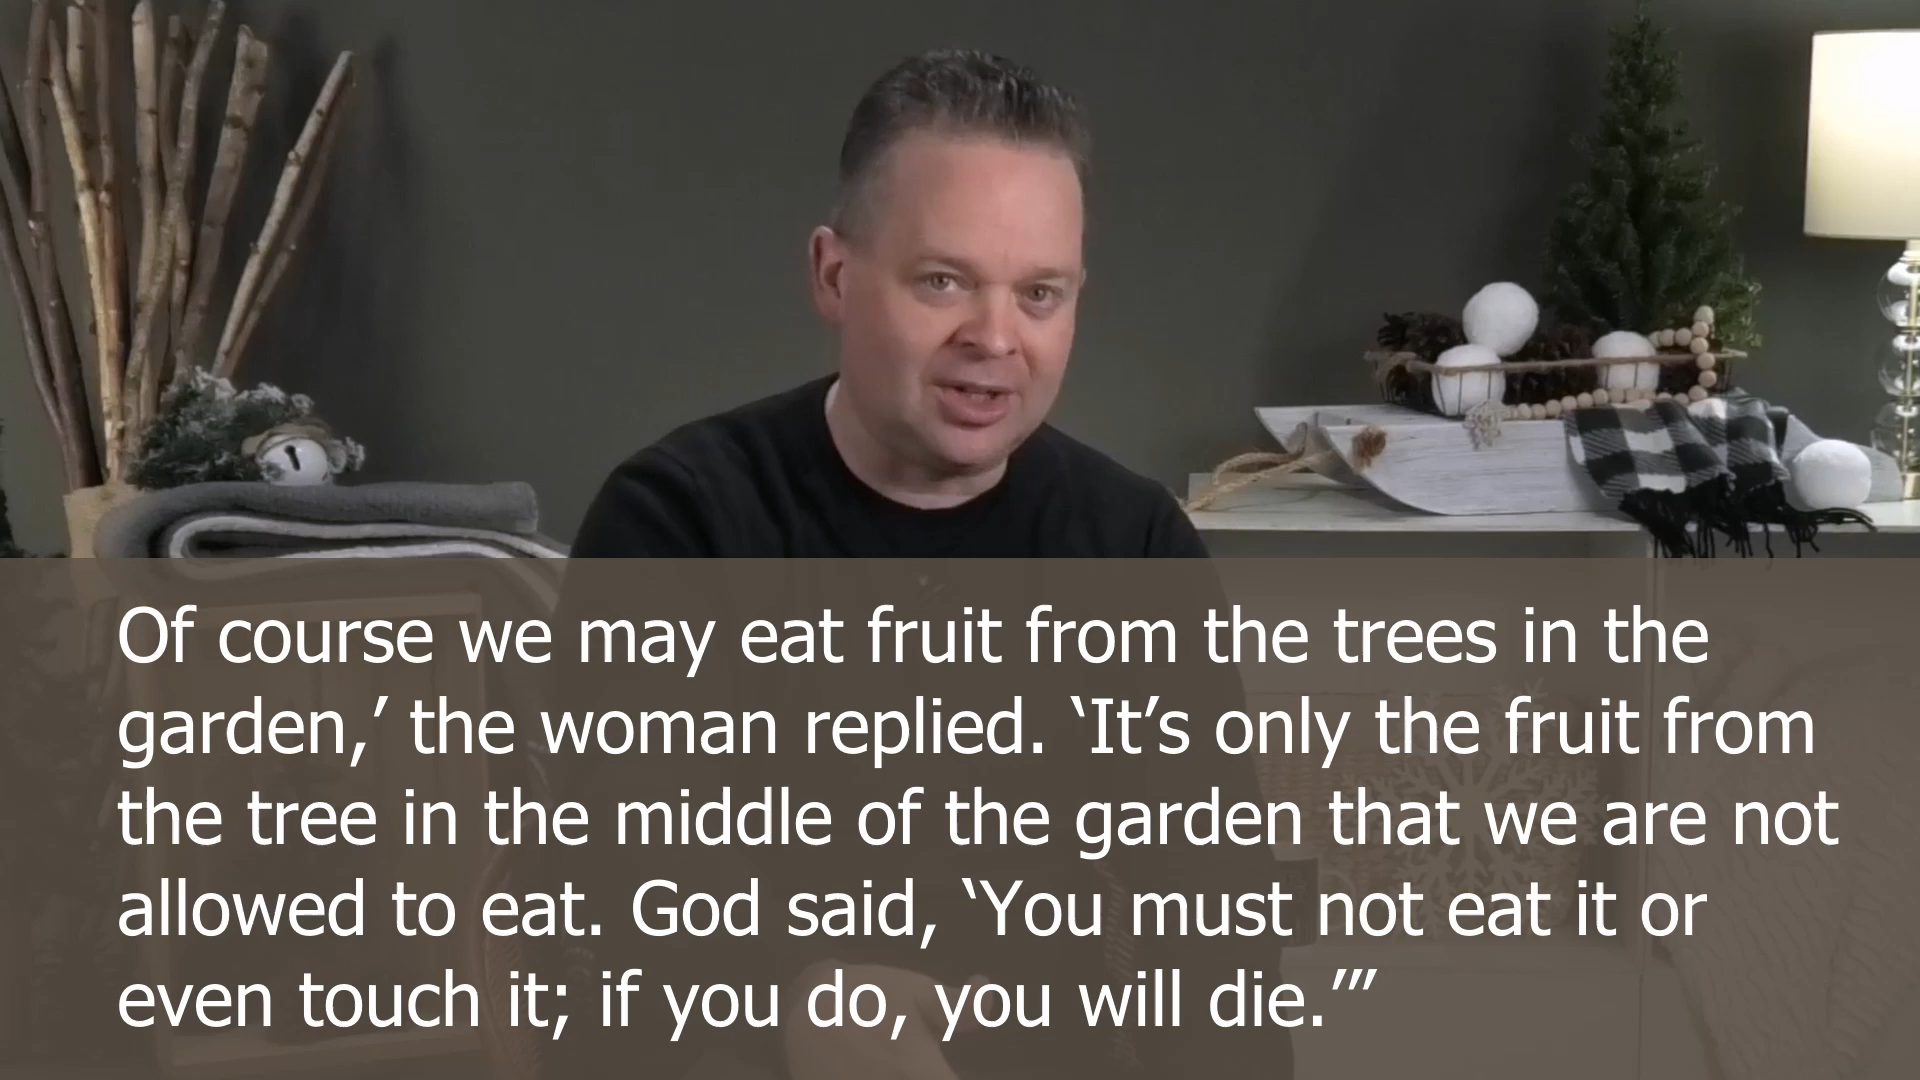 Of course we may eat fruit from the trees in the
garden,’ the woman replied. ‘It’s only the fruit from
the tree in the middle of the garden that we are not
allowed to eat. God said, ‘You must not eat it or
even touch it; if you do, you will die.’”